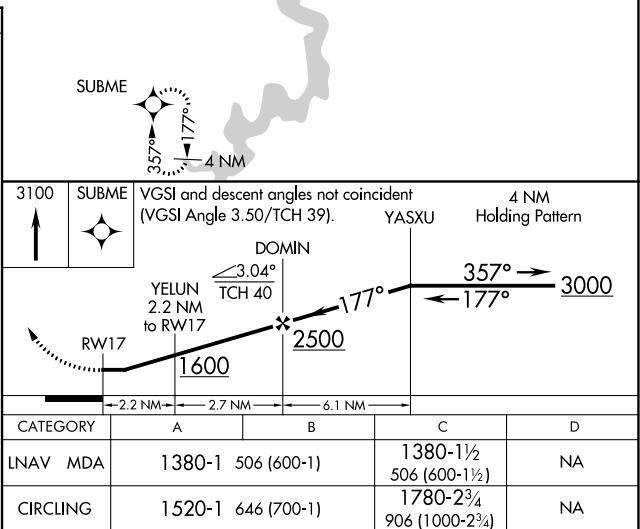 SUBME
357°
177°
4 NM
3100
SUBME
VGSI and descent angles not coincident
(VGSI Angle 3.50/TCH 39).
4 NM
Holding Pattern
YASXU
DOMIN
3.04°
TCH 40
YELUN
2.2 NM
to RW17
RW17
177°
357°
177°
3000
2500
1600
2.2 NM
2.7 NM
6.1 NM
CATEGORY A B C D
LNAV MDA 1380-1 506 (600-1) 1380-1½ NA
506 (600-1½)
CIRCLING 1520-1 646 (700-1) 1780-2¾ NA
906 (1000-2¾)